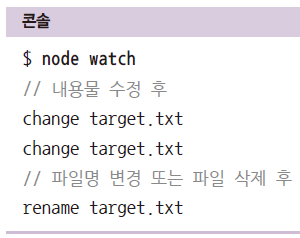 콘솔
$ node watch
// 내용물 수정 후
change target.txt
change target.txt
// 파일명 변경 또는 파일 삭제 후
rename target.txt